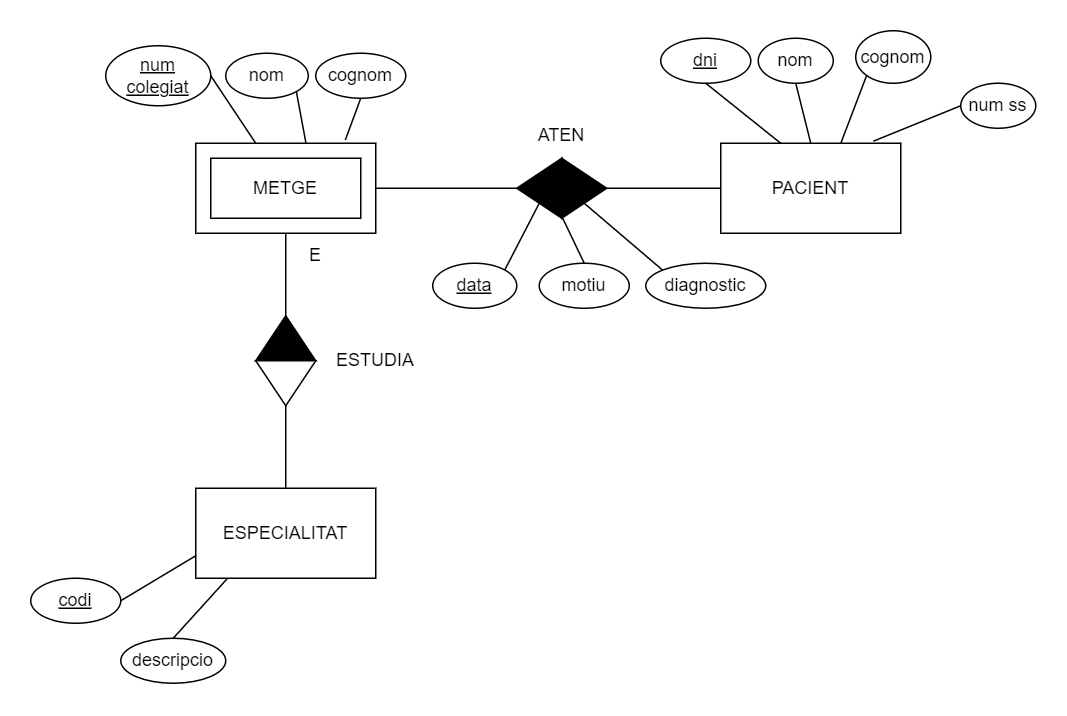 num
colegiat
nom
cognom
dni
nom
cognom
num ss
ATEN
METGE
PACIENT
E
data
motiu
diagnostic
ESTUDIA
ESPECIALITAT
codi
descripcio